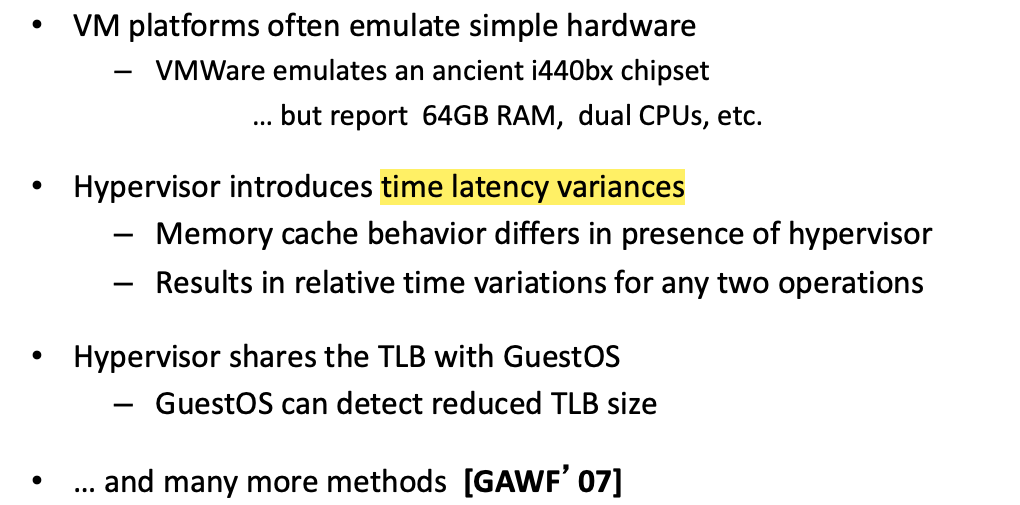 • VM platforms often emulate simple hardware
– VMWare emulates an ancient i440bx chipset
… but report 64GB RAM, dual CPUs, etc.
• Hypervisor introduces time latency variances
– Memory cache behavior differs in presence of hypervisor
– Results in relative time variations for any two operations
• Hypervisor shares the TLB with GuestOS
– GuestOS can detect reduced TLB size
• … and many more methods [GAWF’ 07]